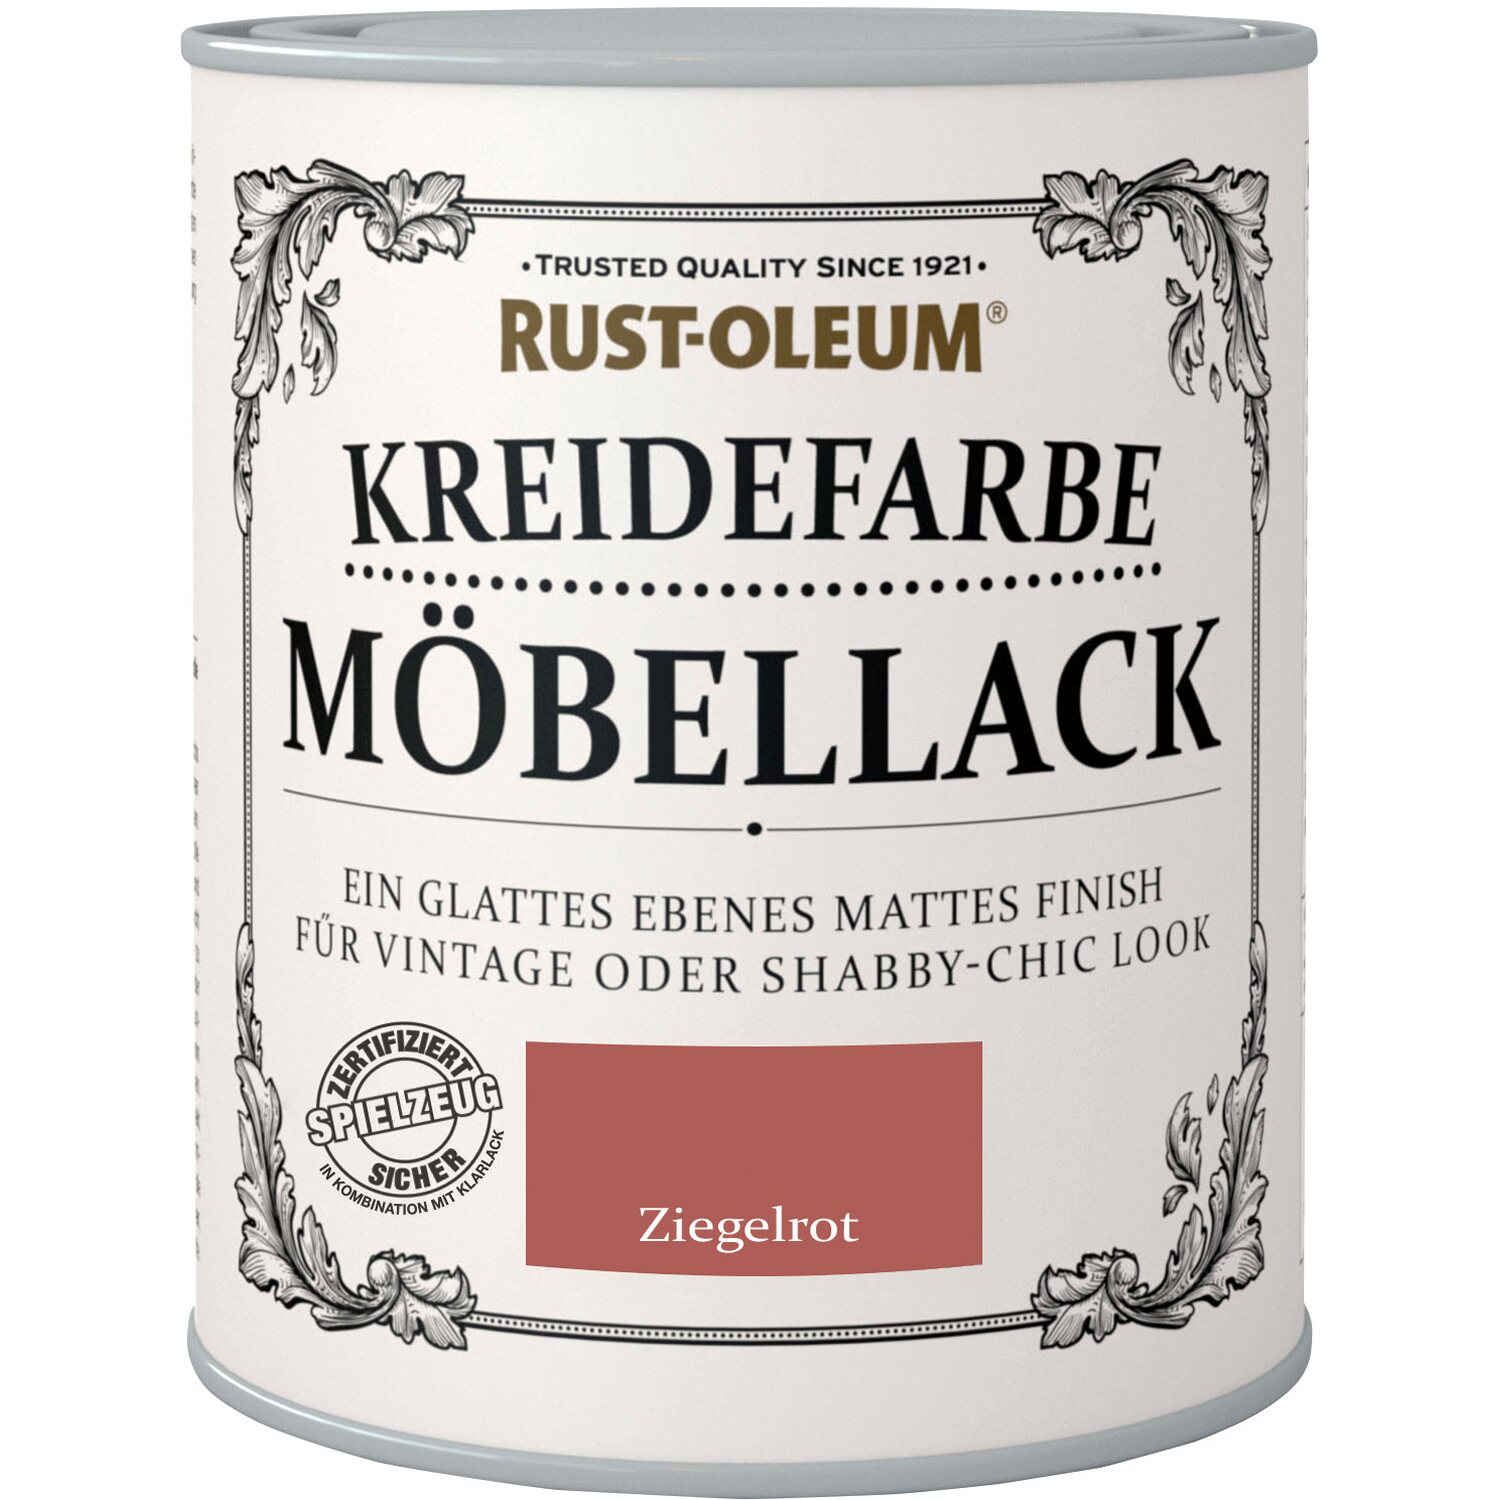 •TRUSTED QUALITY SINCE 1921•
RUST-OLEUM®
KREIDEFARBE
MÖBELLACK
EIN GLATTES EBENES MATTES FINISH
FŰR VINTAGE ODER SHABBY-CHIC LOOK
ZERTIFIZIERT
SPIELZEUG
SICHER
IN KOMBINATION MIT KLARLACK
Ziegelrot